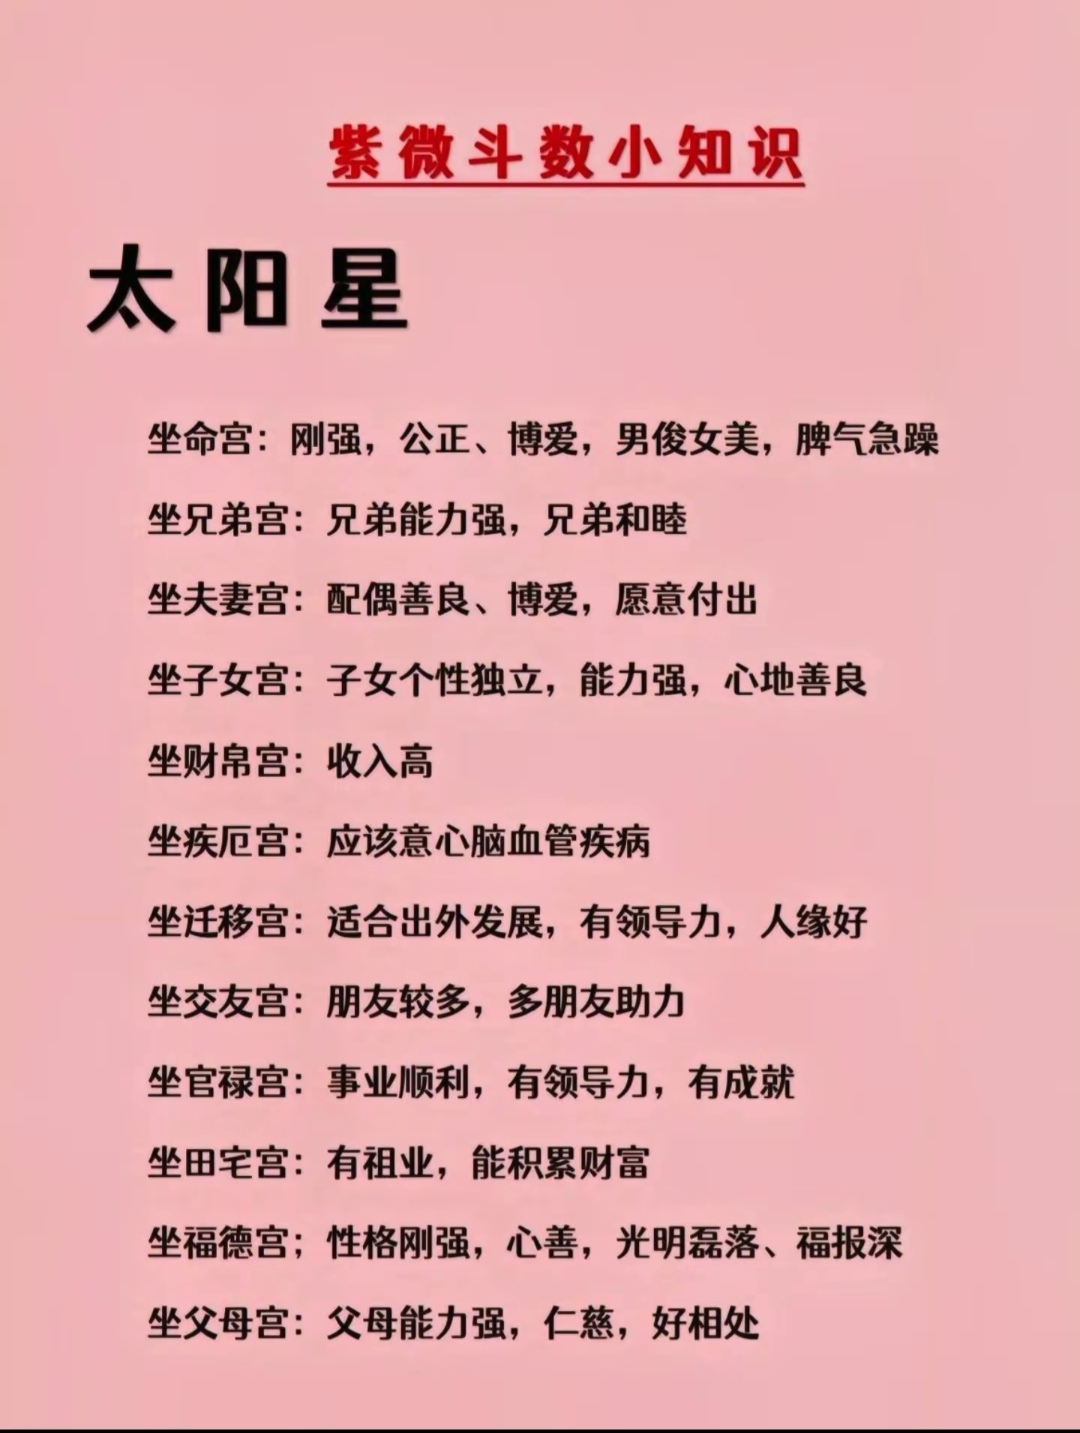 紫微斗数小知识
太阳星
坐命宫：刚强，公正、博爱，男俊女美，脾气急躁
坐兄弟宫：兄弟能力强，兄弟和睦
坐夫妻宫：配偶善良、博爱，愿意付出
坐子女宫：子女个性独立，能力强，心地善良
坐财帛宫：收入高
坐疾厄宫：应该意心脑血管疾病
坐迁移宫：适合出外发展，有领导力，人缘好
坐交友宫：朋友较多，多朋友助力
坐官禄宫：事业顺利，有领导力，有成就
坐田宅宫：有祖业，能积累财富
坐福德宫；性格刚强，心善，光明磊落、福报深
坐父母宫：父母能力强，仁慈，好相处